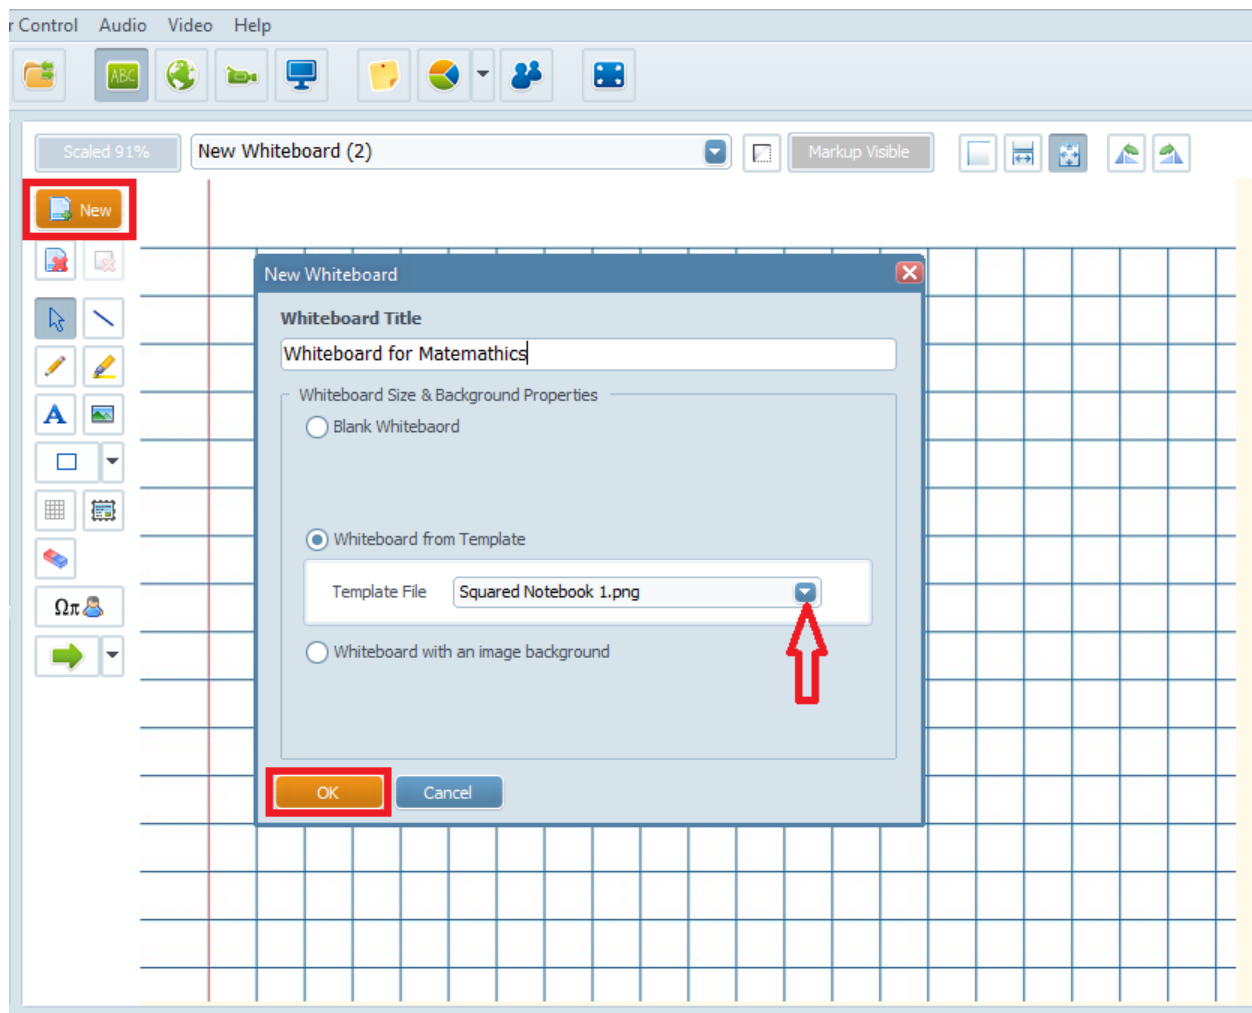 r Control Audio Video Help
ABC
Scaled 91% New Whiteboard (2) Markup Visible
New
New Whiteboard
Whiteboard Title
Whiteboard for Matemathics
Whiteboard Size & Background Properties
Blank Whitebaord
Whiteboard from Template
Template File Squared Notebook 1.png
Whiteboard with an image background
OK Cancel
A
Ωπ